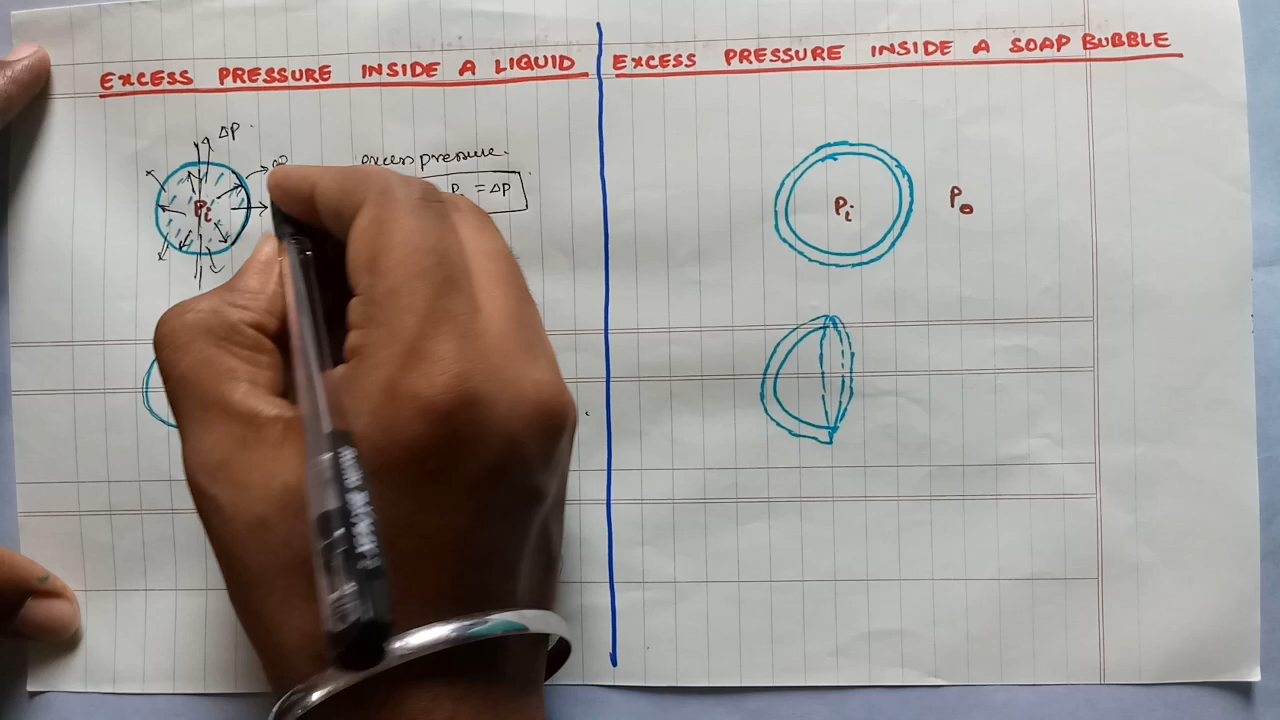 EXCESS PRESSURE INSIDE A LIQUID
ΔP
excess pressure.
= ΔP
Pi
EXCESS PRESSURE INSIDE A SOAP BUBBLE
Pi
Po